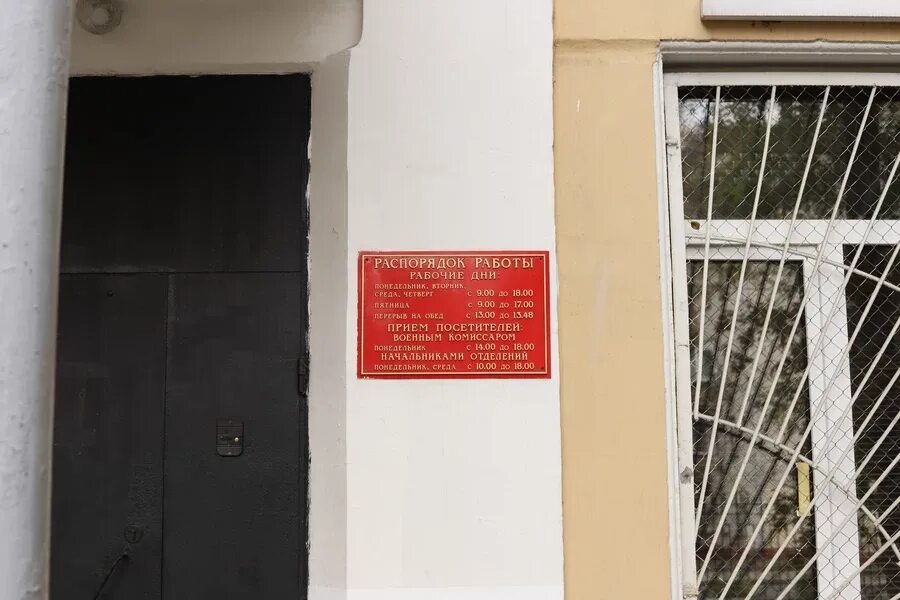 РАСПОРЯДОК РАБОТЫ
РАБОЧИЕ ДНИ:
ПОНЕДЕЛЬНИК, ВТОРНИК,
СРЕДА, ЧЕТВЕРГ С 9.00 ДО 18.00
ПЯТНИЦА С 9.00 ДО 17.00
ПЕРЕРЫВ НА ОБЕД С 13.00 ДО 13.48
ПРИЕМ ПОСЕТИТЕЛЕЙ:
ВОЕННЫМ КОМИССАРОМ
ПОНЕДЕЛЬНИК С 14.00 ДО 18.00
НАЧАЛЬНИКАМИ ОТДЕЛЕНИЙ
ПОНЕДЕЛЬНИК, СРЕДА С 10.00 ДО 18.00